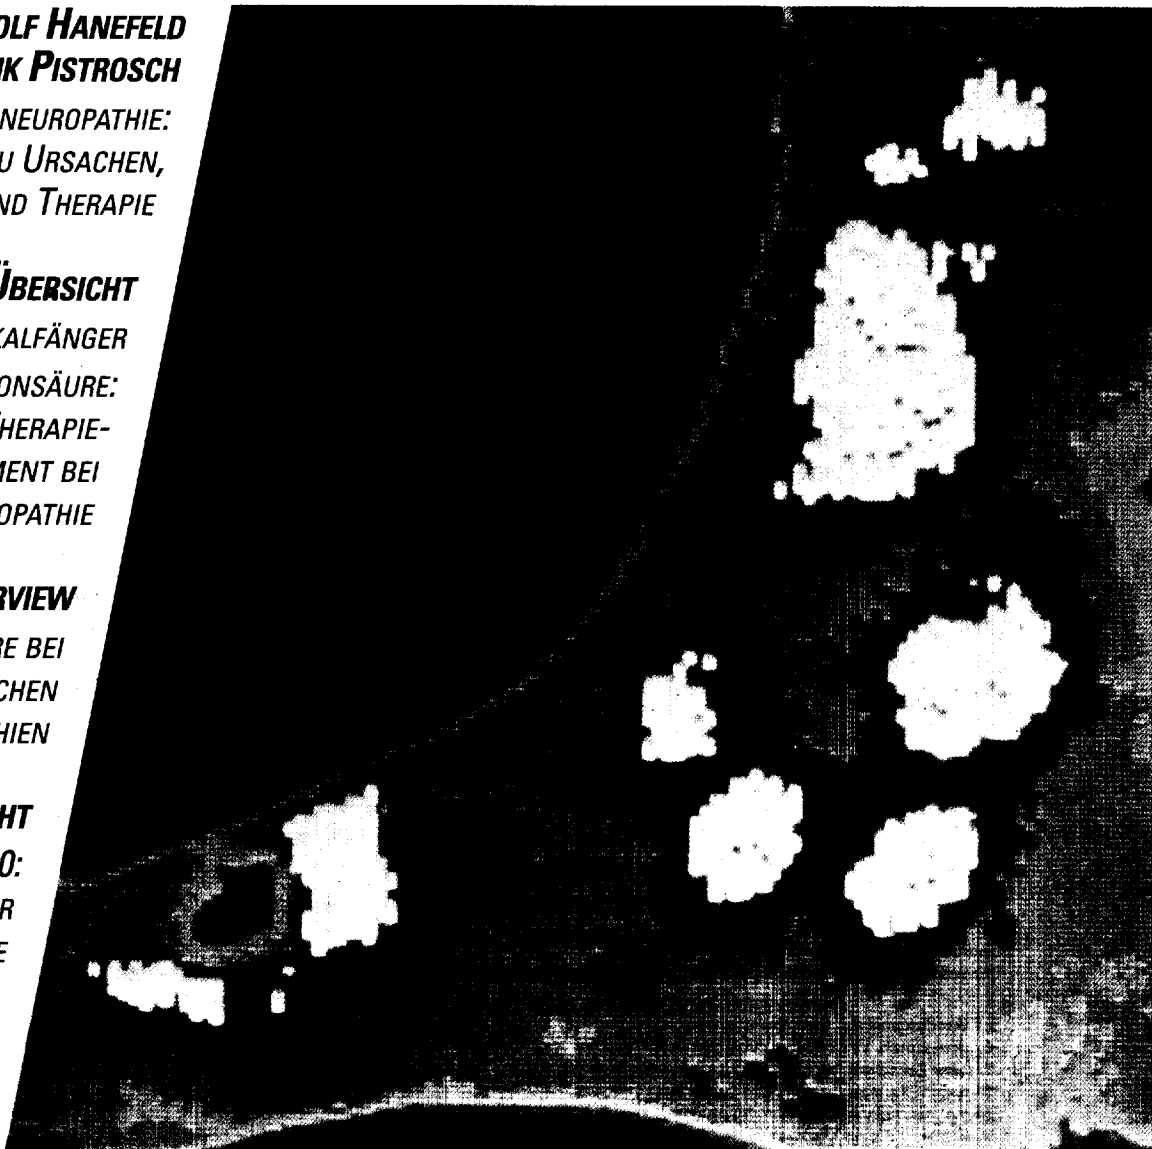 OLF HANEFELD
IK PISTROSCH
NEUROPATHIE:
U URSACHEN,
ND THERAPIE
ÜBERSICHT
KALFÄNGER
ONSÄURE:
THERAPIE-
MENT BEI
OPATHIE
RVIEW
RE BEI
CHEN
HIEN
HT
0:
R
E